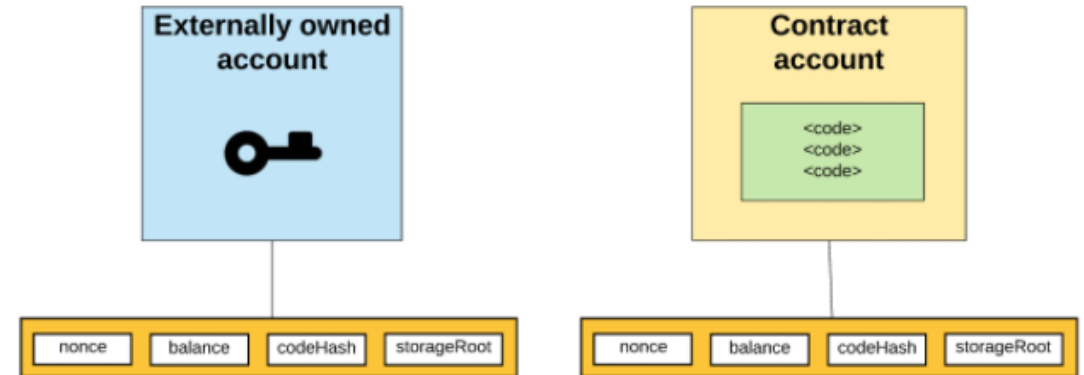 Externally owned
account
Contract
account
<code>
<code>
<code>
nonce balance codeHash storageRoot
nonce balance codeHash storageRoot